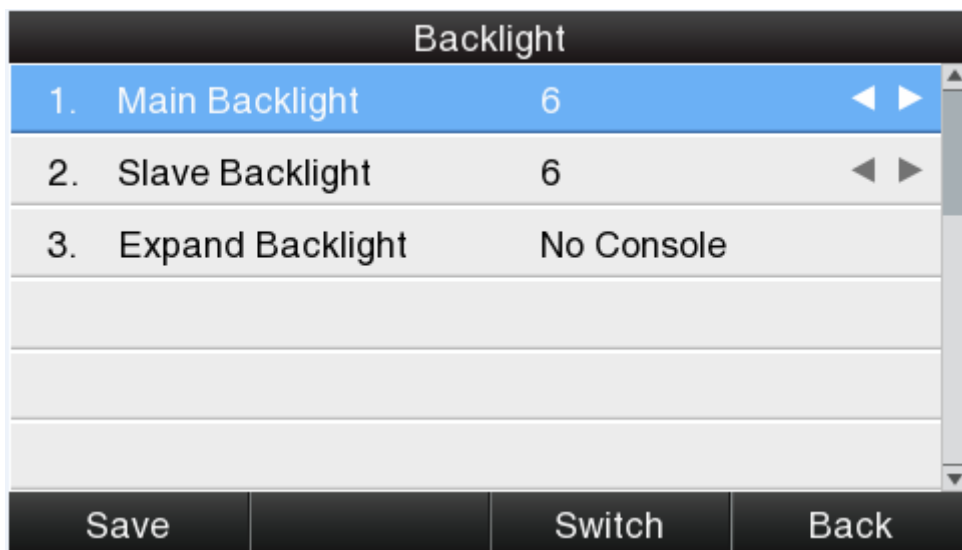 Backlight
1. Main Backlight 6
2. Slave Backlight 6
3. Expand Backlight No Console
Save Switch Back